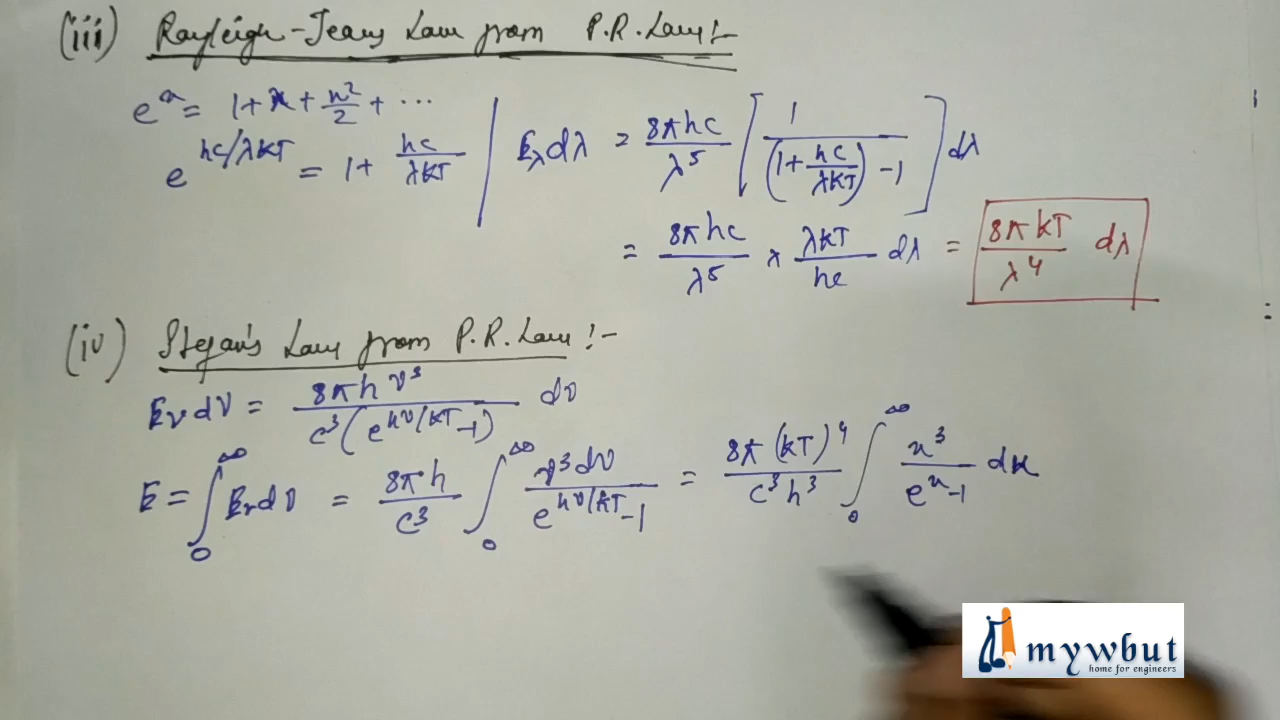 (iii) Rayleigh-Jeans Law from P.R. Law :-
e^x = 1 + x + x²/2 + ...
e^(hc/λKT) = 1 + hc/λKT | E_λ dλ = 8πhc/λ⁵ [1/((1 + hc/λKT) - 1)] dλ
= 8πhc/λ⁵ × λKT/hc dλ = 8πKT/λ⁴ dλ
(iv) Stefan's Law from P.R. Law :-
E_ν dν = 8πhν³/(c³(e^(hν/KT) - 1)) dν
E = ∫₀^∞ E_ν dν = 8πh/c³ ∫₀^∞ ν³dν/(e^(hν/KT) - 1) = 8π(KT)⁴/(c³h³) ∫₀^∞ x³/(e^x - 1) dx
mywbut
home for engineers